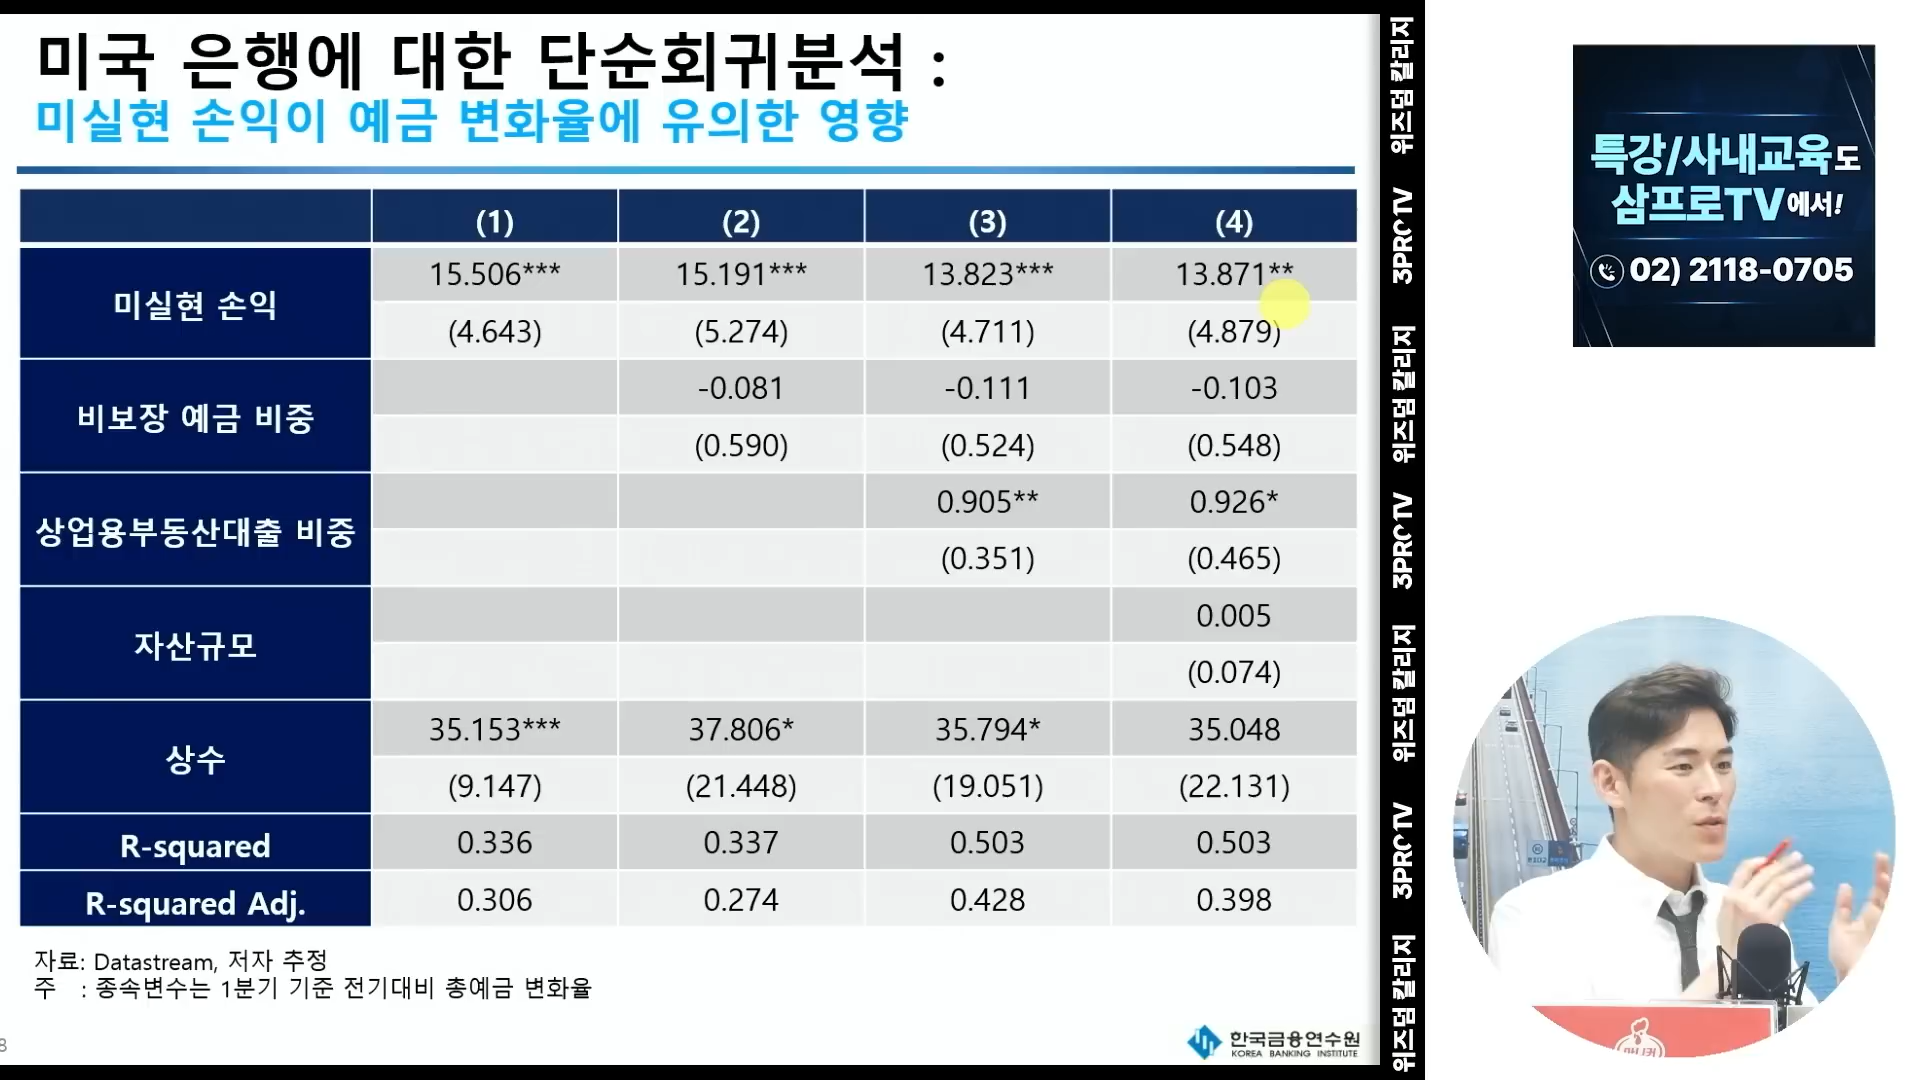 미국 은행에 대한 단순회귀분석 :
미실현 손익이 예금 변화율에 유의한 영향
(1) (2) (3) (4)
미실현 손익 15.506*** 15.191*** 13.823*** 13.871**
(4.643) (5.274) (4.711) (4.879)
비보장 예금 비중 -0.081 -0.111 -0.103
(0.590) (0.524) (0.548)
상업용부동산대출 비중 0.905** 0.926*
(0.351) (0.465)
자산규모 0.005
(0.074)
상수 35.153*** 37.806* 35.794* 35.048
(9.147) (21.448) (19.051) (22.131)
R-squared 0.336 0.337 0.503 0.503
R-squared Adj. 0.306 0.274 0.428 0.398
자료: Datastream, 저자 추정
주 : 종속변수는 1분기 기준 전기대비 총예금 변화율
8
한국금융연수원
KOREA BANKING INSTITUTE
위즈덤 칼리지
3PROTV
위즈덤 칼리지
3PROTV
위즈덤 칼리지
3PROTV
위즈덤 칼리지
특강/사내교육도
삼프로TV에서!
02) 2118-0705